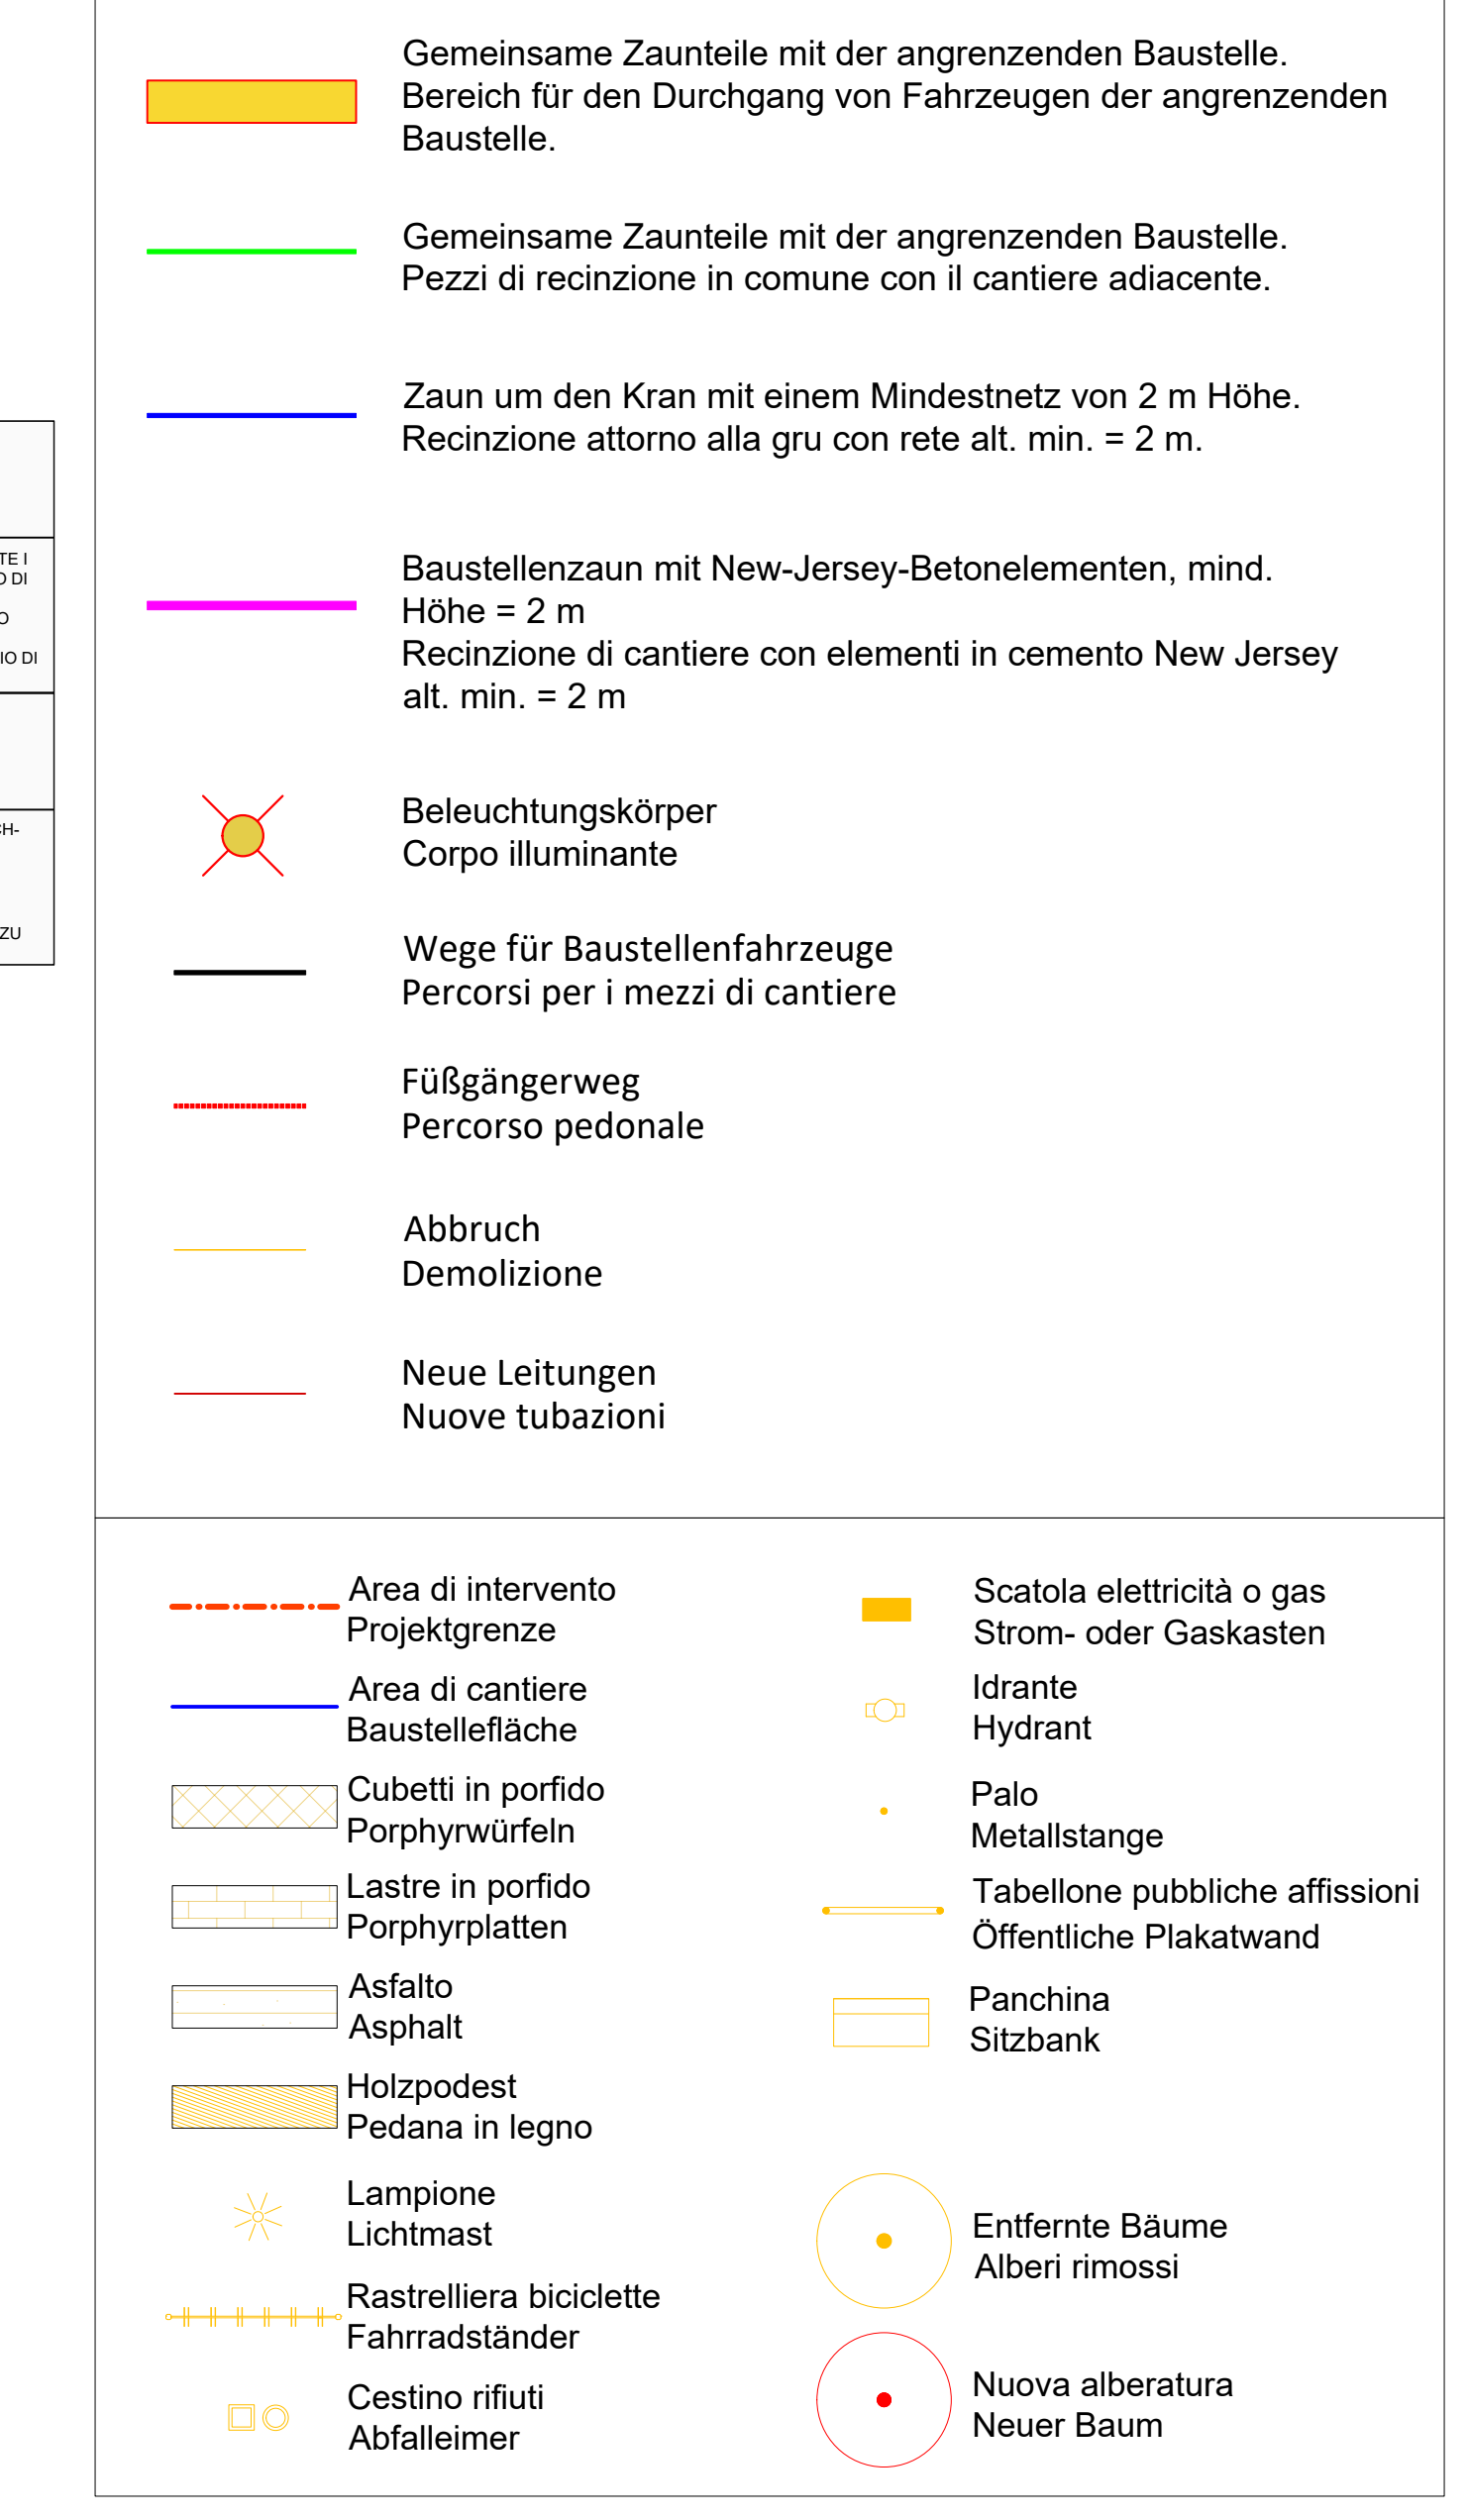 Gemeinsame Zaunteile mit der angrenzenden Baustelle.
Bereich für den Durchgang von Fahrzeugen der angrenzenden
Baustelle.
Gemeinsame Zaunteile mit der angrenzenden Baustelle.
Pezzi di recinzione in comune con il cantiere adiacente.
Zaun um den Kran mit einem Mindestnetz von 2 m Höhe.
Recinzione attorno alla gru con rete alt. min. = 2 m.
TE I
DI
O
IO DI
CH-
ZU
Baustellenzaun mit New-Jersey-Betonelementen, mind.
Höhe = 2 m
Recinzione di cantiere con elementi in cemento New Jersey
alt. min. = 2 m
Beleuchtungskörper
Corpo illuminante
Wege für Baustellenfahrzeuge
Percorsi per i mezzi di cantiere
Füßgängerweg
Percorso pedonale
Abbruch
Demolizione
Neue Leitungen
Nuove tubazioni
Area di intervento
Projektgrenze
Area di cantiere
Baustellefläche
Cubetti in porfido
Porphyrwürfeln
Lastre in porfido
Porphyrplatten
Asfalto
Asphalt
Holzpodest
Pedana in legno
Lampione
Lichtmast
Rastrelliera biciclette
Fahrradständer
Cestino rifiuti
Abfalleimer
Scatola elettricità o gas
Strom- oder Gaskasten
Idrante
Hydrant
Palo
Metallstange
Tabellone pubbliche affissioni
Öffentliche Plakatwand
Panchina
Sitzbank
Entfernte Bäume
Alberi rimossi
Nuova alberatura
Neuer Baum